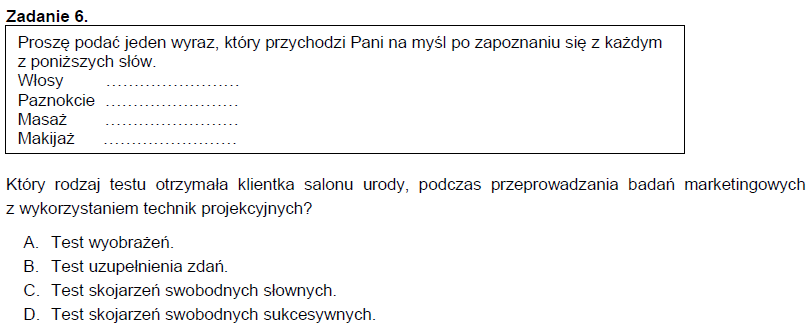 Zadanie 6.
Proszę podać jeden wyraz, który przychodzi Pani na myśl po zapoznaniu się z każdym
z poniższych słów.
Włosy ........................
Paznokcie ........................
Masaż ........................
Makijaż ........................
Który rodzaj testu otrzymała klientka salonu urody, podczas przeprowadzania badań marketingowych
z wykorzystaniem technik projekcyjnych?
A. Test wyobrażeń.
B. Test uzupełnienia zdań.
C. Test skojarzeń swobodnych słownych.
D. Test skojarzeń swobodnych sukcesywnych.